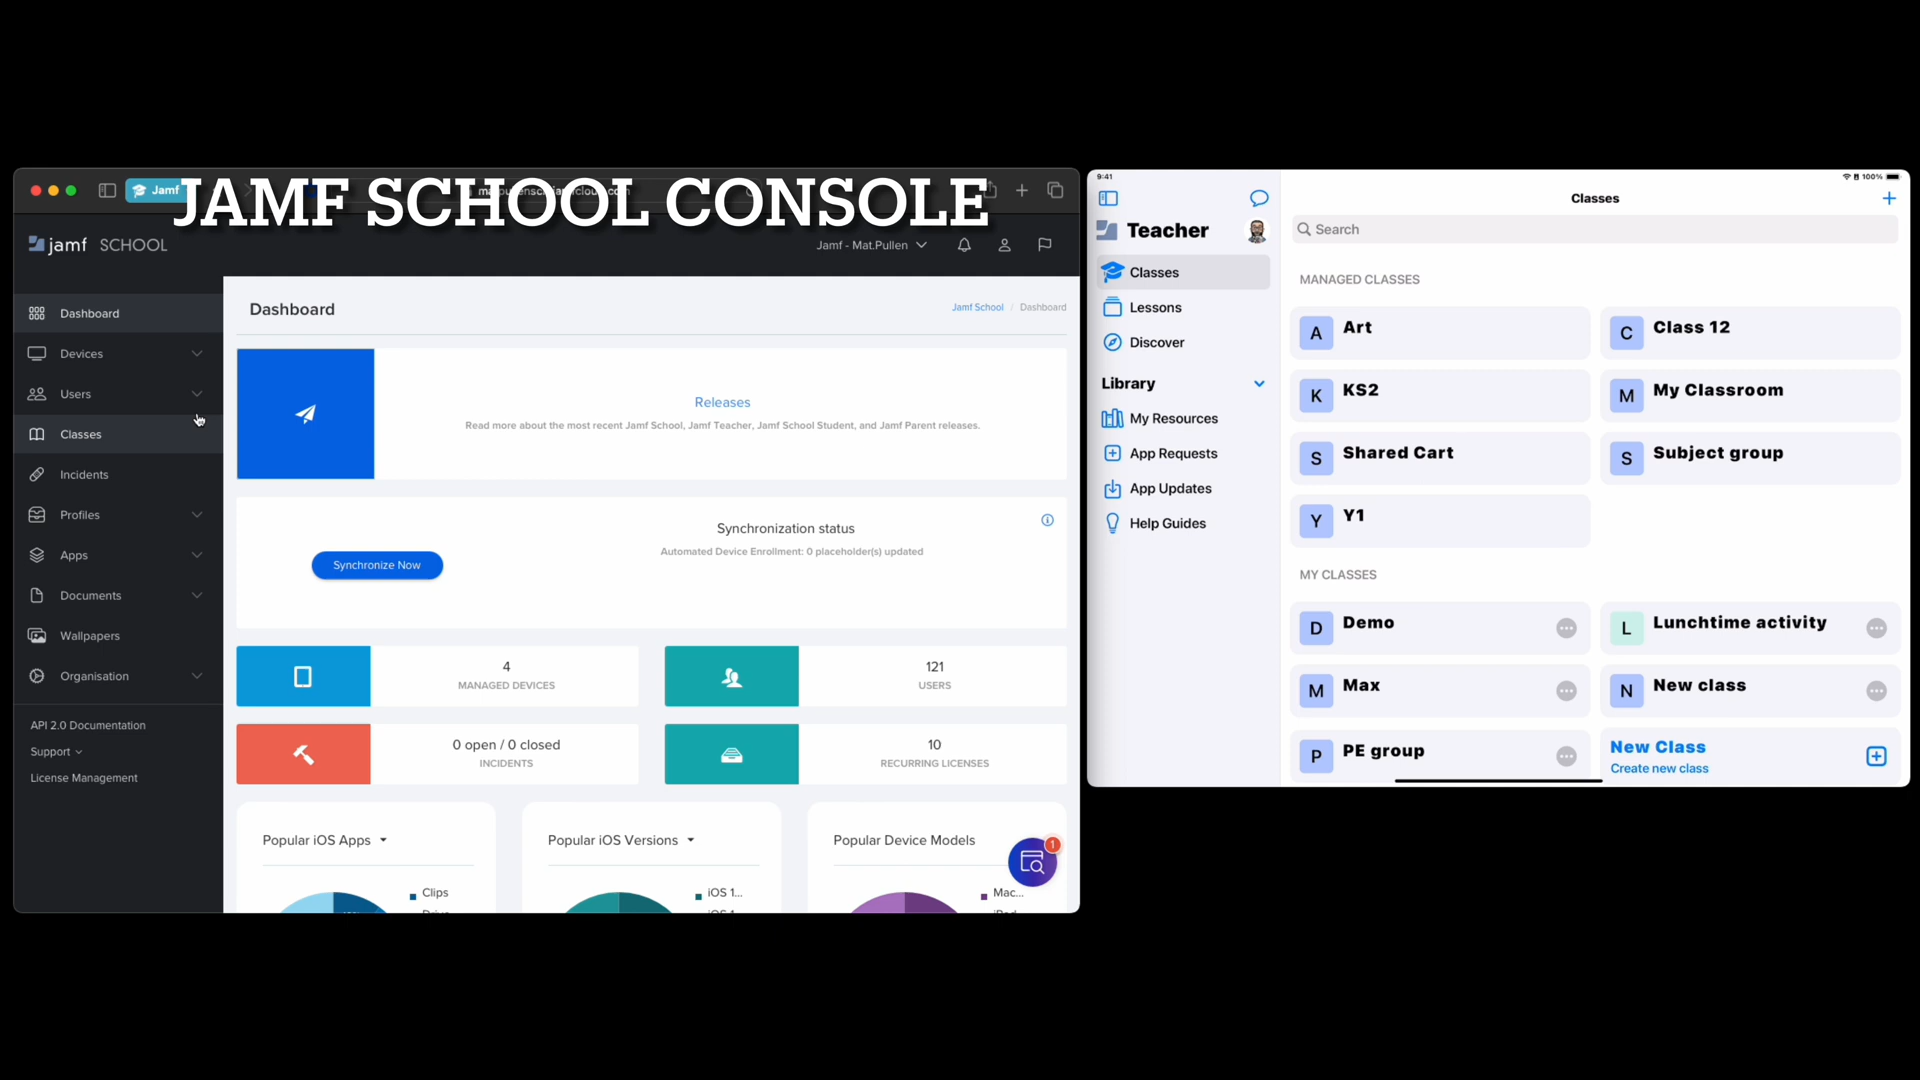 JAMF SCHOOL CONSOLE
Jamf
jamf SCHOOL
Jamf - Mat.Pullen
Dashboard
Devices
Users
Classes
Incidents
Profiles
Apps
Documents
Wallpapers
Organisation
API 2.0 Documentation
Support
License Management
Dashboard
Jamf School / Dashboard
Releases
Read more about the most recent Jamf School, Jamf Teacher, Jamf School Student, and Jamf Parent releases.
Synchronize Now
Synchronization status
Automated Device Enrollment: 0 placeholder(s) updated
4
MANAGED DEVICES
121
USERS
0 open / 0 closed
INCIDENTS
10
RECURRING LICENSES
Popular iOS Apps
Clips
Popular iOS Versions
iOS 1...
Popular Device Models
Mac...
1
9:41
100%
Teacher
Classes
Lessons
Discover
Library
My Resources
App Requests
App Updates
Help Guides
Classes
Search
MANAGED CLASSES
A Art
C Class 12
K KS2
M My Classroom
S Shared Cart
S Subject group
Y Y1
MY CLASSES
D Demo
L Lunchtime activity
M Max
N New class
P PE group
New Class
Create new class